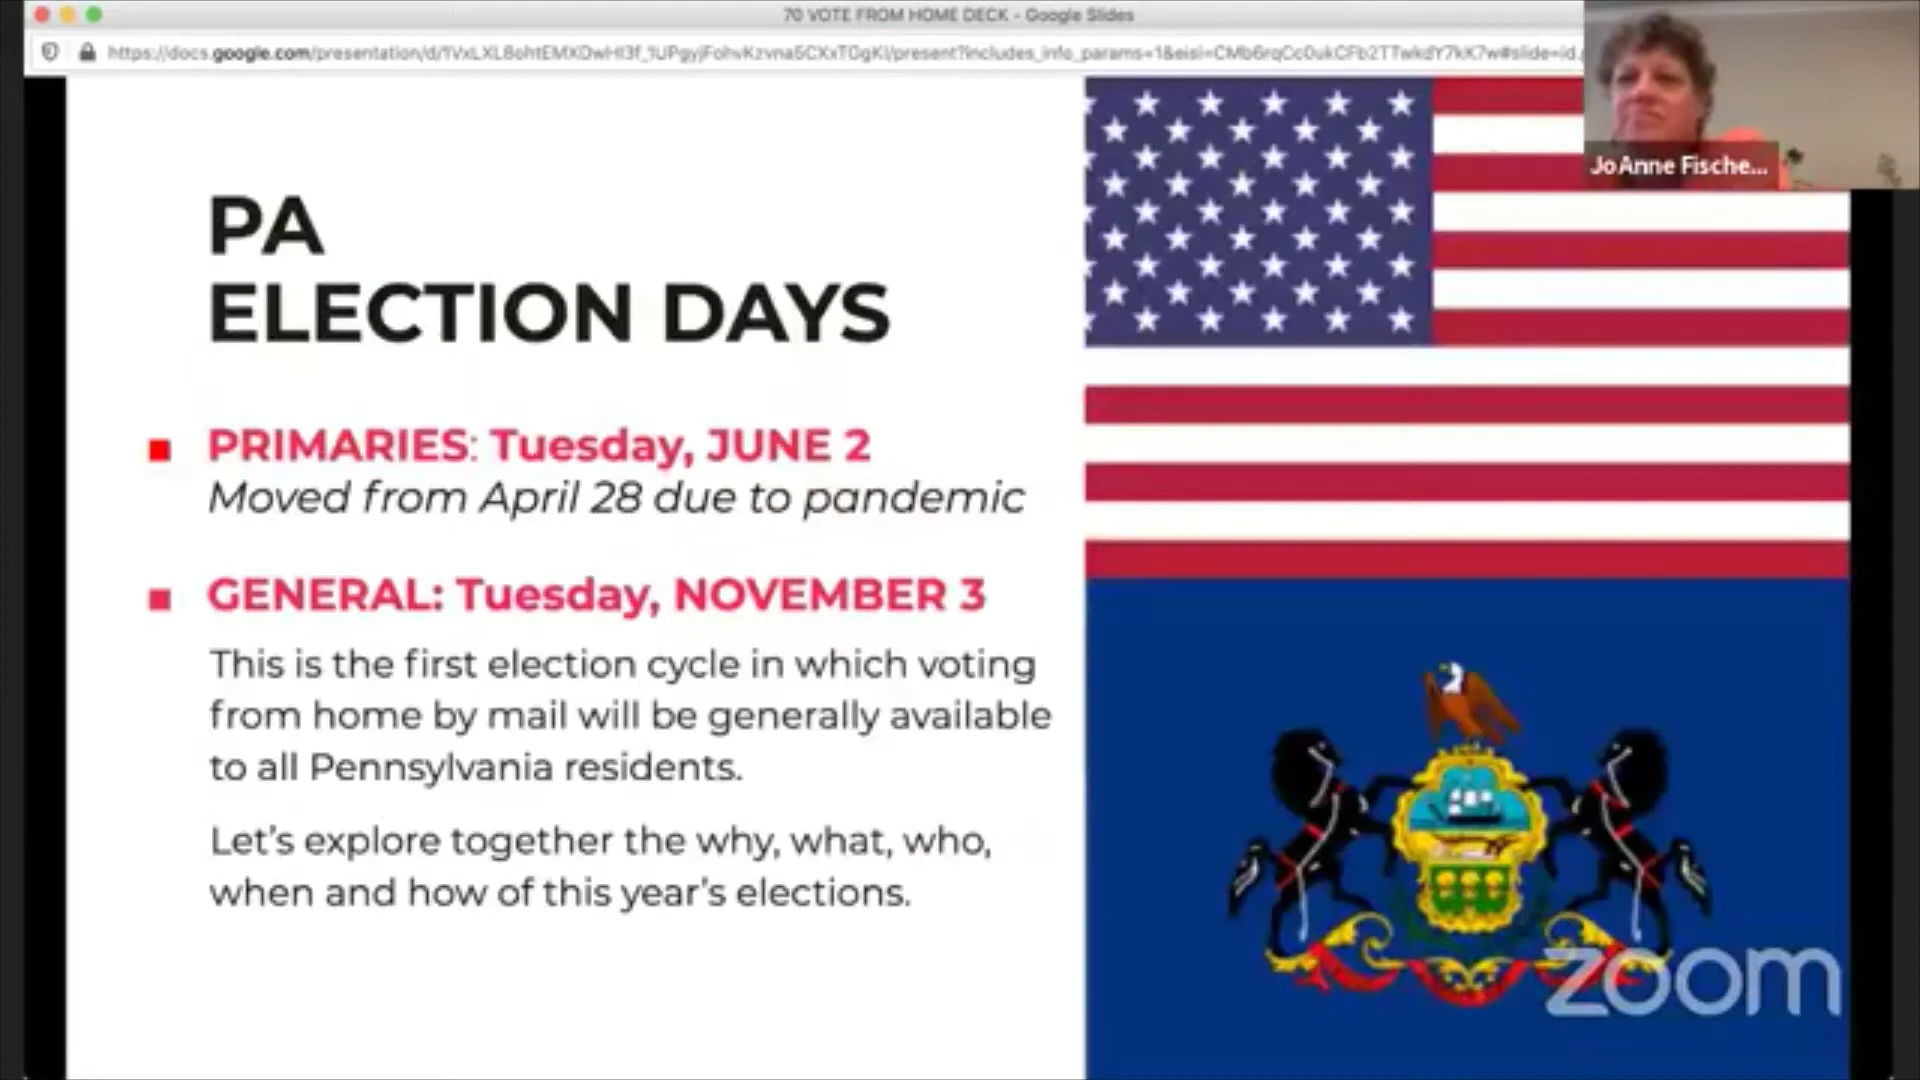 70 VOTE FROM HOME DECK - Google Slides
JoAnne Fische...
PA
ELECTION DAYS
PRIMARIES: Tuesday, JUNE 2
Moved from April 28 due to pandemic
GENERAL: Tuesday, NOVEMBER 3
This is the first election cycle in which voting
from home by mail will be generally available
to all Pennsylvania residents.
Let's explore together the why, what, who,
when and how of this year's elections.
zoom